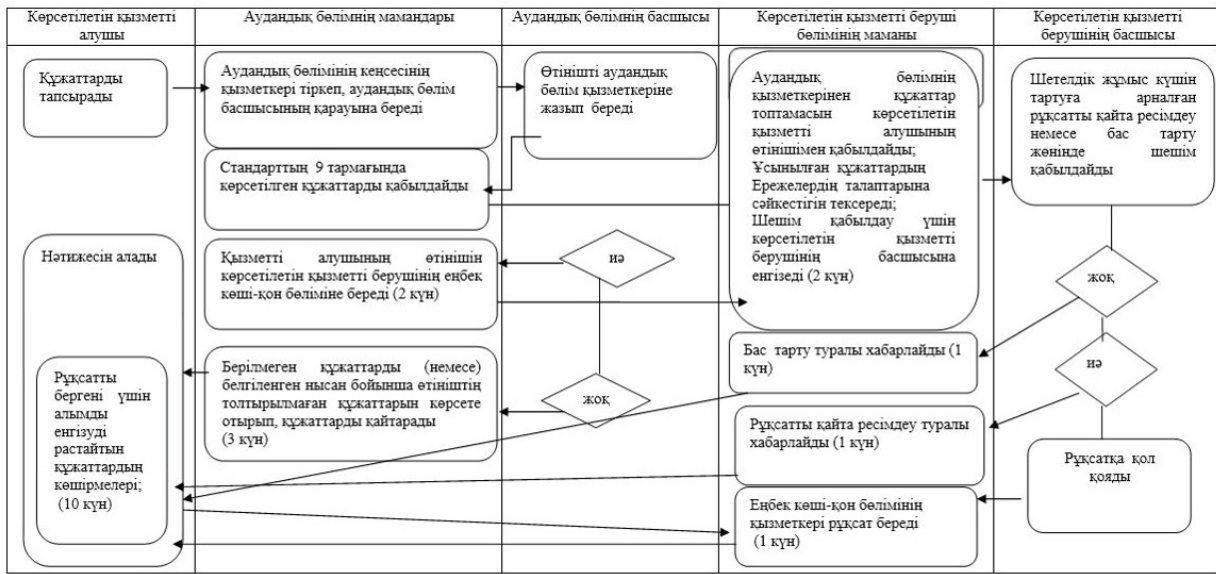 Көрсетілетін қызметті
алушы
Аудандық бөлімнің мамандары
Аудандық бөлімнің басшысы
Көрсетілетін қызметті беруші
бөлімінің маманы
Көрсетілетін қызметті
берушінің басшысы
Құжаттарды
тапсырады
Аудандық бөлімінің кеңсесінің
қызметкері тіркеп, аудандық бөлім
басшысының қарауына береді
Өтінішті аудандық
бөлім қызметкеріне
жазып береді
Аудандық бөлімнің
қызметкерінен құжаттар
топтамасын көрсетілетін
қызметті алушының
өтінішімен қабылдайды;
Ұсынылған құжаттардың
Ережелердің талаптарына
сәйкестігін тексереді;
Шешім қабылдау үшін
көрсетілетін қызметті
берушінің басшысына
енгізеді (2 күн)
Шетелдік жұмыс күшін
тартуға арналған
рұқсатты қайта ресімдеу
немесе бас тарту
жөнінде шешім
қабылдайды
Стандарттың 9 тармағында
көрсетілген құжаттарды қабылдайды
Нәтижесін алады
Қызметті алушының өтінішін
көрсетілетін қызметті берушінің еңбек
көші-қон бөліміне береді (2 күн)
иә
жоқ
Бас тарту туралы хабарлайды (1
күн)
Рұқсатты
бергені үшін
алымды
енгізуді
растайтын
құжаттардың
көшірмелері;
(10 күн)
Берілмеген құжаттарды (немесе)
белгіленген нысан бойынша өтініштің
толтырылмаған құжаттарын көрсете
отырып, құжаттарды қайтарады
(3 күн)
жоқ
иә
Рұқсатты қайта ресімдеу туралы
хабарлайды (1 күн)
Рұқсатқа қол
қояды
Еңбек көші-қон бөлімінің
қызметкері рұқсат береді
(1 күн)